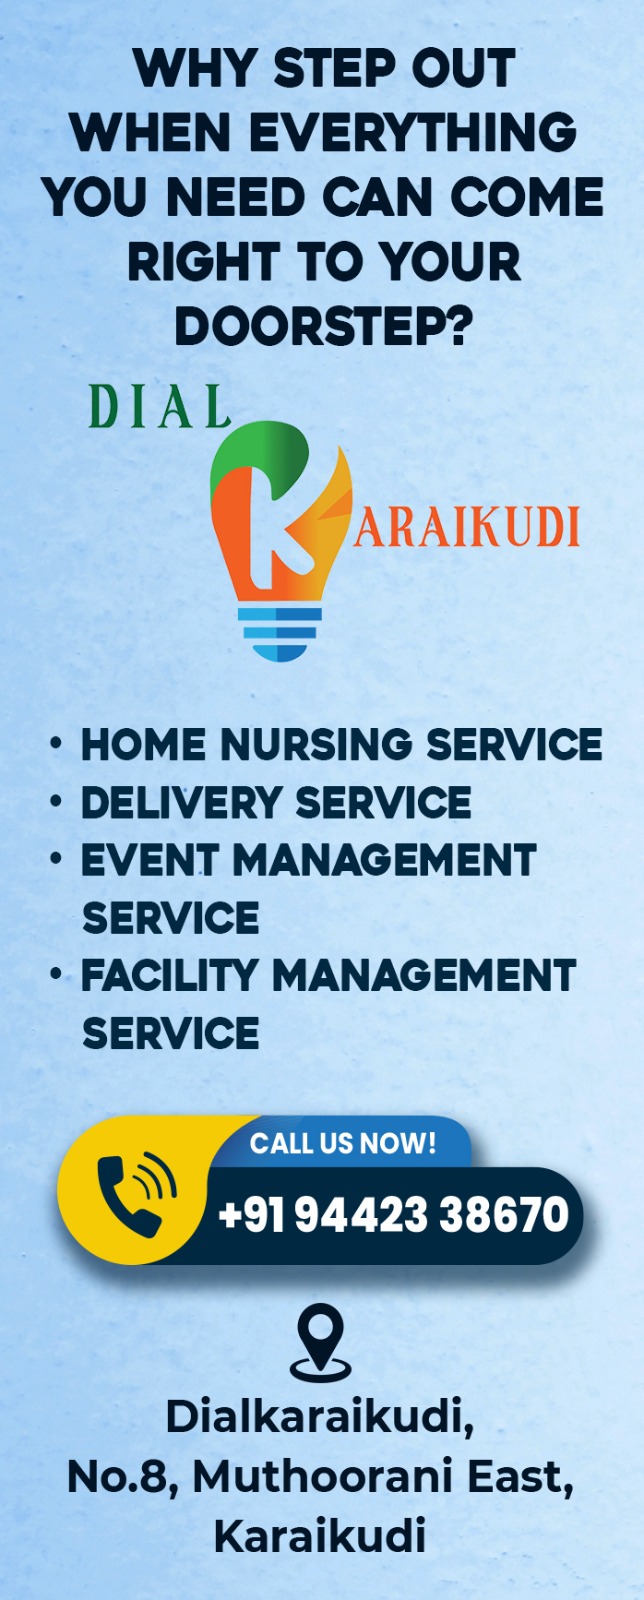 WHY STEP OUT
WHEN EVERYTHING
YOU NEED CAN COME
RIGHT TO YOUR
DOORSTEP?
DIAL
KARAIKUDI
• HOME NURSING SERVICE
• DELIVERY SERVICE
• EVENT MANAGEMENT
SERVICE
• FACILITY MANAGEMENT
SERVICE
CALL US NOW!
+91 94423 38670
Dialkaraikudi,
No.8, Muthoorani East,
Karaikudi